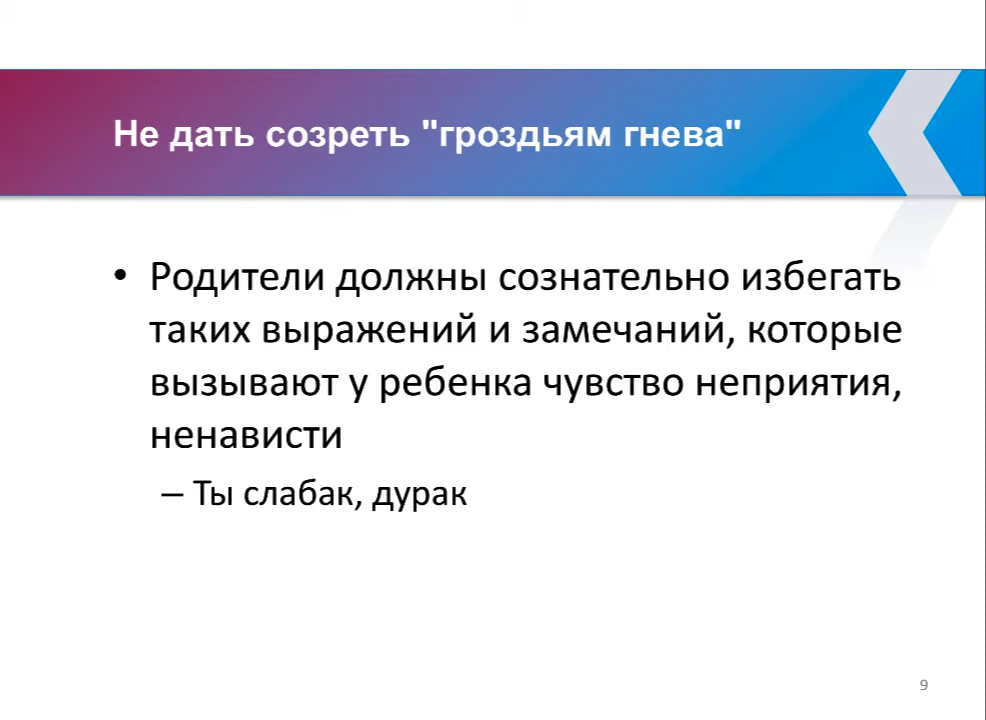 Не дать созреть "гроздьям гнева"
• Родители должны сознательно избегать
таких выражений и замечаний, которые
вызывают у ребенка чувство неприятия,
ненависти
– Ты слабак, дурак
9